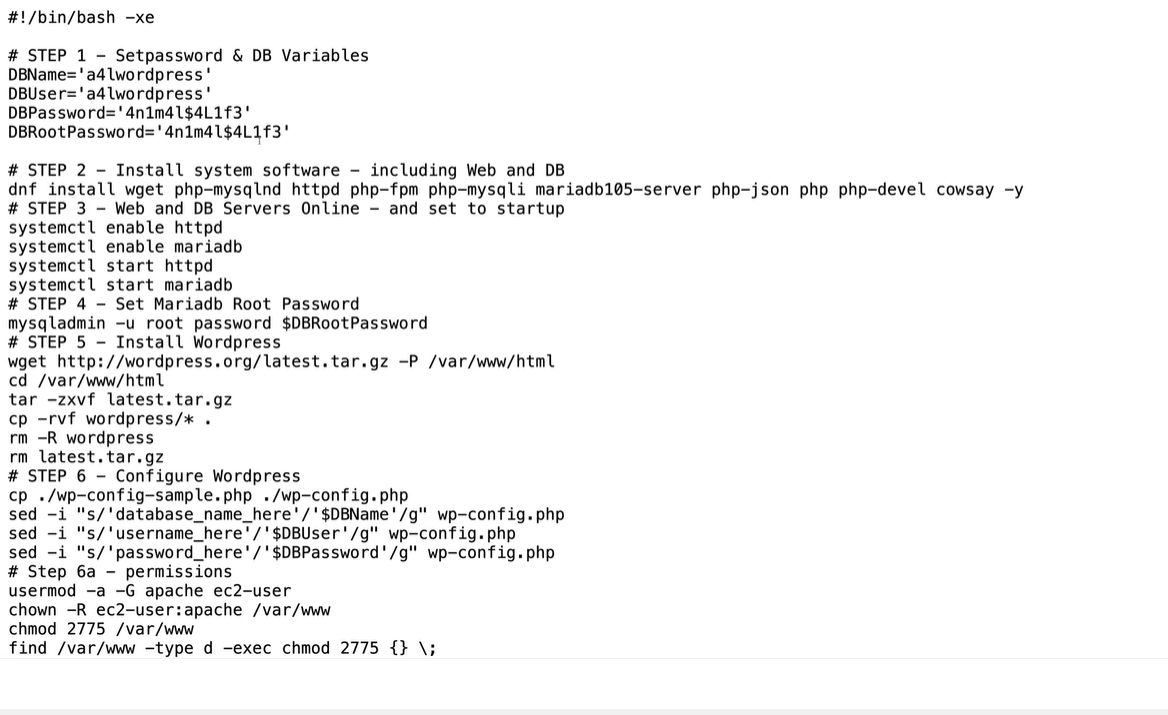 #!/bin/bash -xe
# STEP 1 - Setpassword & DB Variables
DBName='a4lwordpress'
DBUser='a4lwordpress'
DBPassword='4n1m4l$4L1f3'
DBRootPassword='4n1m4l$4L1f3'
# STEP 2 - Install system software - including Web and DB
dnf install wget php-mysqlnd httpd php-fpm php-mysqli mariadb105-server php-json php php-devel cowsay -y
# STEP 3 - Web and DB Servers Online - and set to startup
systemctl enable httpd
systemctl enable mariadb
systemctl start httpd
systemctl start mariadb
# STEP 4 - Set Mariadb Root Password
mysqladmin -u root password $DBRootPassword
# STEP 5 - Install Wordpress
wget http://wordpress.org/latest.tar.gz -P /var/www/html
cd /var/www/html
tar -zxvf latest.tar.gz
cp -rvf wordpress/* .
rm -R wordpress
rm latest.tar.gz
# STEP 6 - Configure Wordpress
cp ./wp-config-sample.php ./wp-config.php
sed -i "s/'database_name_here'/'$DBName'/g" wp-config.php
sed -i "s/'username_here'/'$DBUser'/g" wp-config.php
sed -i "s/'password_here'/'$DBPassword'/g" wp-config.php
# Step 6a - permissions
usermod -a -G apache ec2-user
chown -R ec2-user:apache /var/www
chmod 2775 /var/www
find /var/www -type d -exec chmod 2775 {} \;